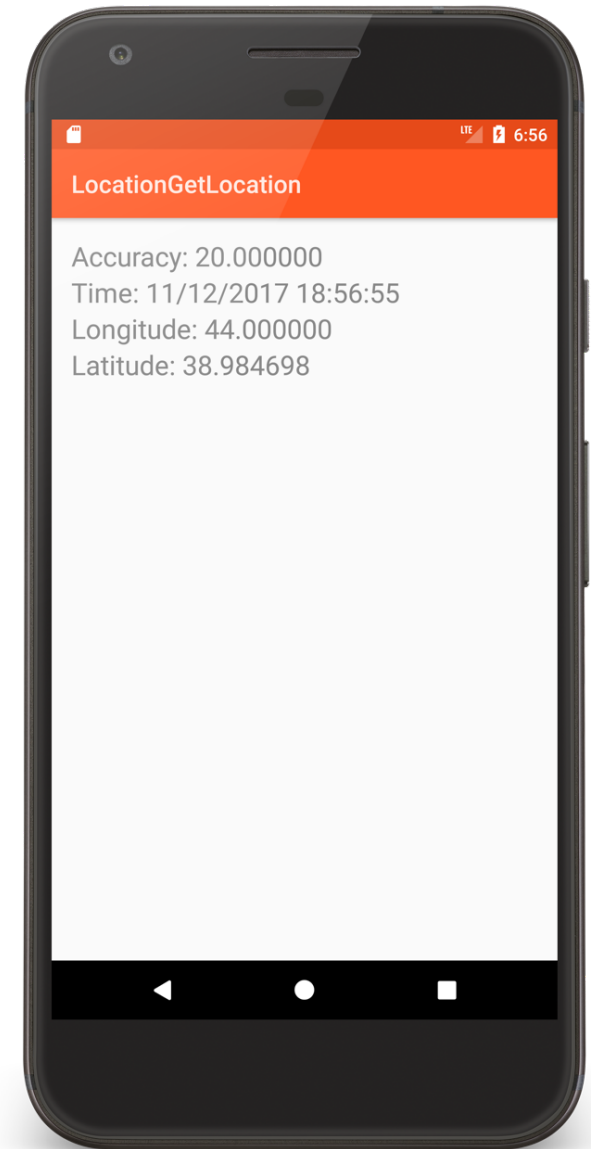 LTE 6:56
LocationGetLocation
Accuracy: 20.000000
Time: 11/12/2017 18:56:55
Longitude: 44.000000
Latitude: 38.984698